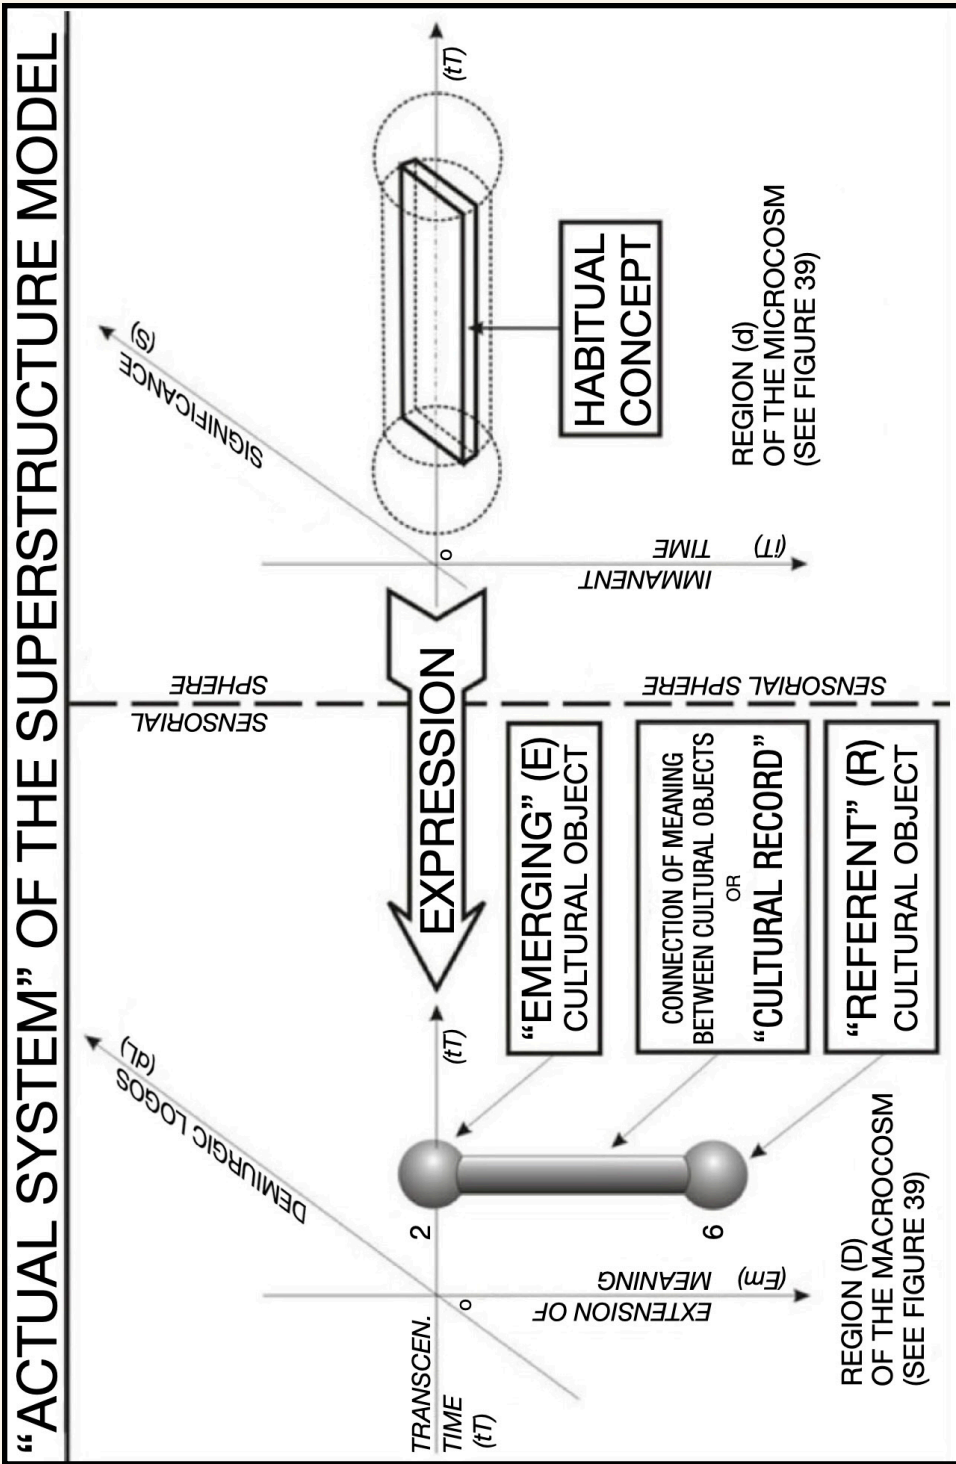 “ACTUAL SYSTEM” OF THE SUPERSTRUCTURE MODEL
DEMIURGIC LOGOS
(dL)
TRANSCEN.
TIME
(tT)
(tT)
o
EXTENSION OF
MEANING
(Em)
2
6
REGION (D)
OF THE MACROCOSM
(SEE FIGURE 39)
“EMERGING” (E)
CULTURAL OBJECT
CONNECTION OF MEANING
BETWEEN CULTURAL OBJECTS
OR
“CULTURAL RECORD”
“REFERENT” (R)
CULTURAL OBJECT
EXPRESSION
SENSORIAL
SPHERE
SENSORIAL SPHERE
SIGNIFICANCE
(S)
(tT)
o
IMMANENT
TIME
(iT)
HABITUAL
CONCEPT
REGION (d)
OF THE MICROCOSM
(SEE FIGURE 39)